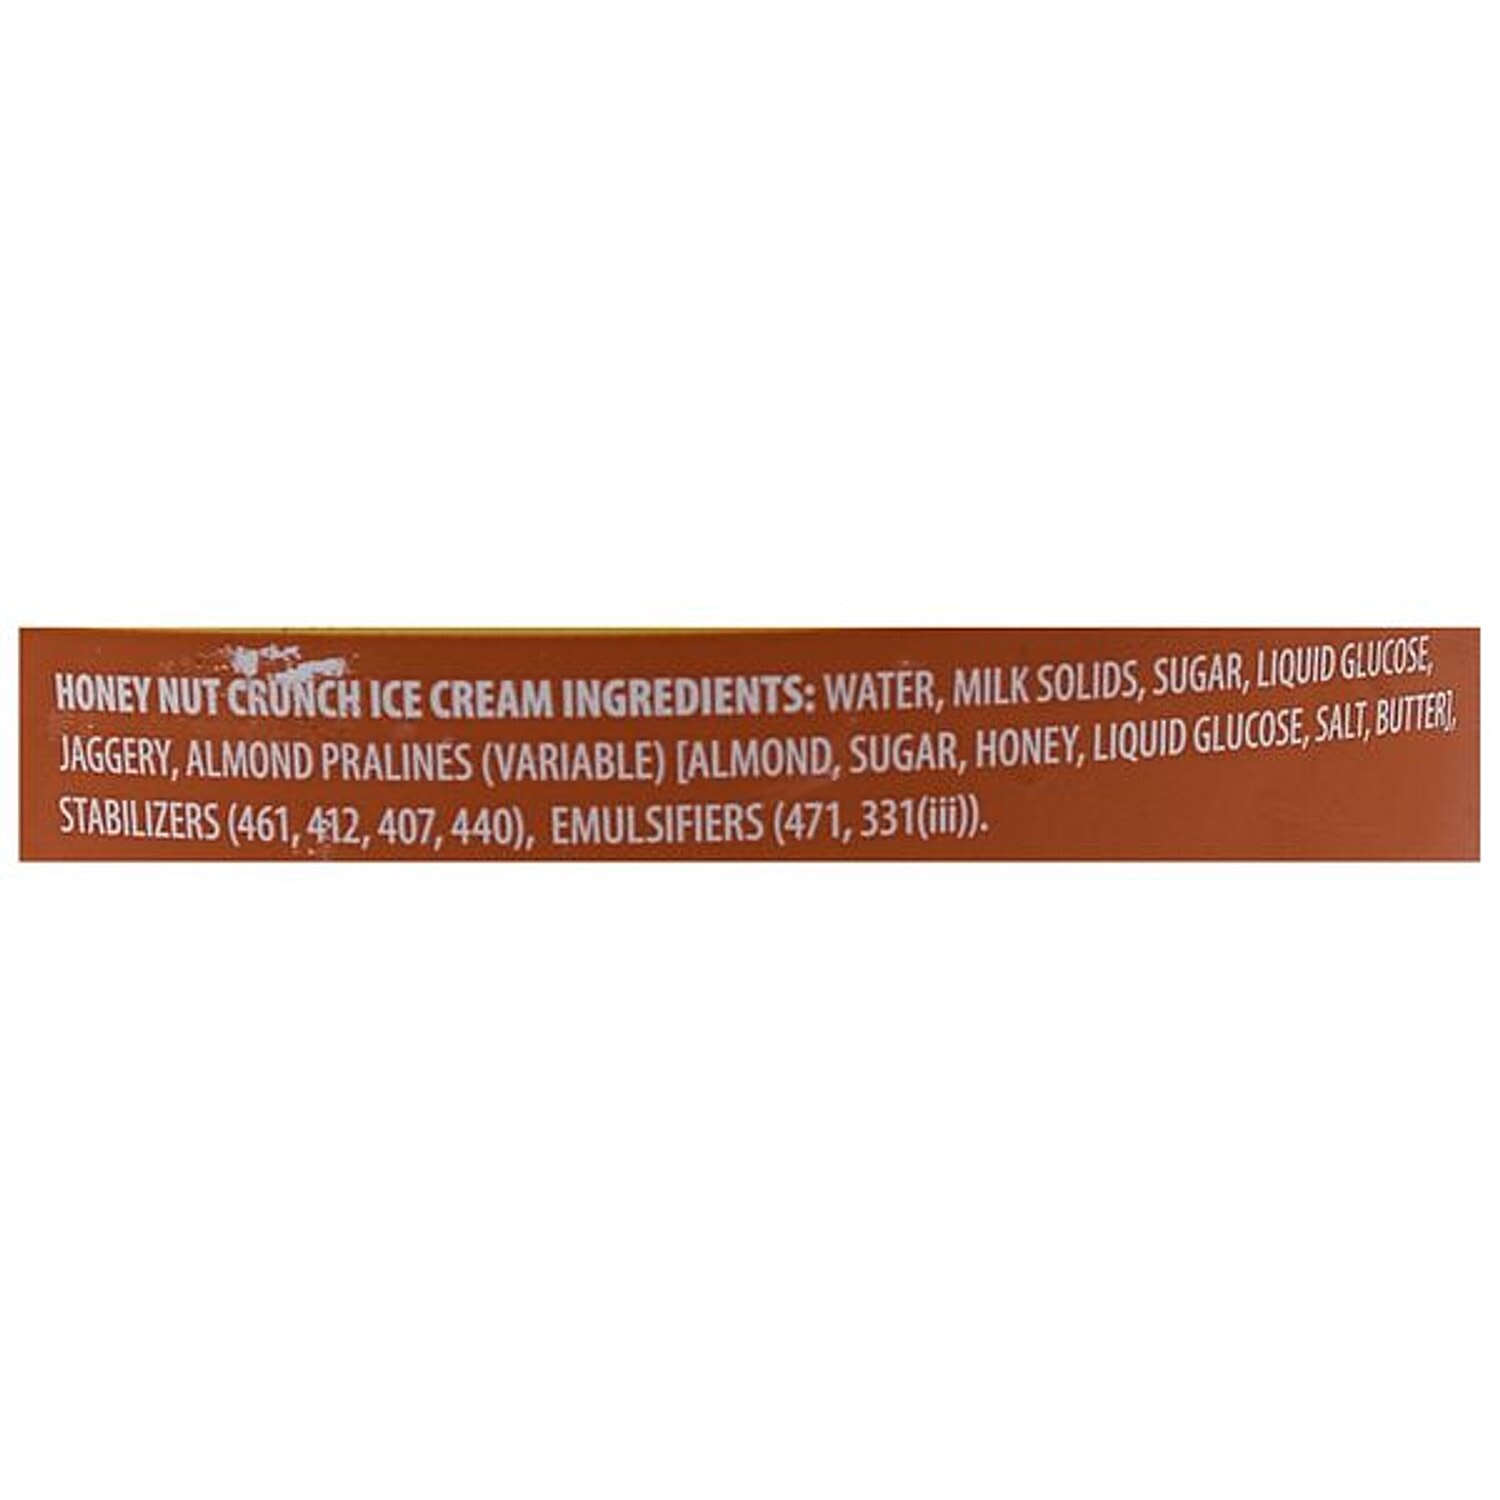 HONEY NUT CRUNCH ICE CREAM INGREDIENTS: WATER, MILK SOLIDS, SUGAR, LIQUID GLUCOSE,
JAGGERY, ALMOND PRALINES (VARIABLE) [ALMOND, SUGAR, HONEY, LIQUID GLUCOSE, SALT, BUTTER],
STABILIZERS (461, 412, 407, 440), EMULSIFIERS (471, 331(iii)).